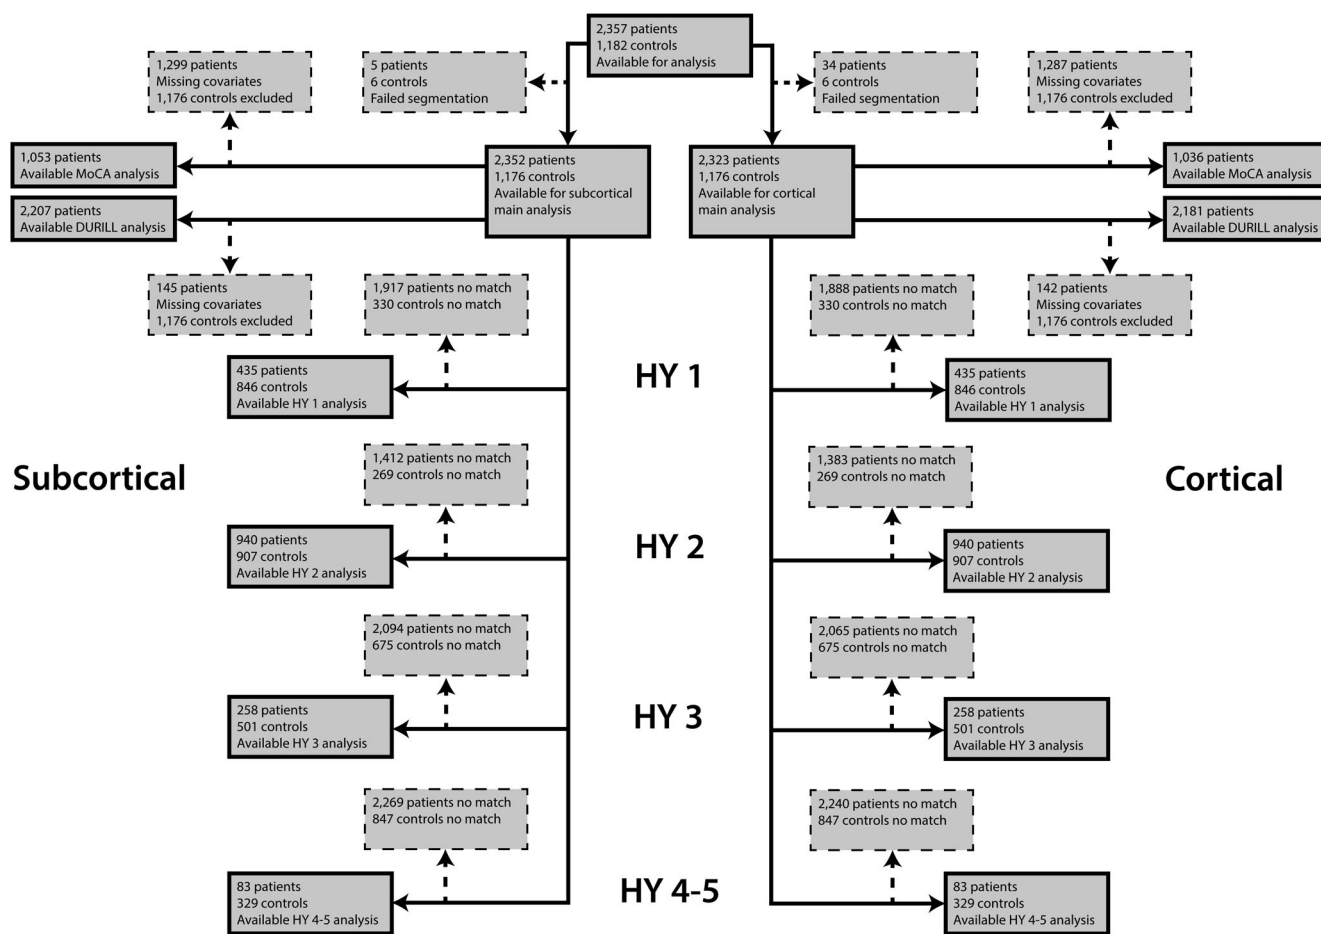 2,357 patients
1,182 controls
Available for analysis
1,299 patients
Missing covariates
1,176 controls excluded
5 patients
6 controls
Failed segmentation
34 patients
6 controls
Failed segmentation
1,287 patients
Missing covariates
1,176 controls excluded
1,053 patients
Available MoCA analysis
2,352 patients
1,176 controls
Available for subcortical
main analysis
2,323 patients
1,176 controls
Available for cortical
main analysis
1,036 patients
Available MoCA analysis
2,207 patients
Available DURILL analysis
2,181 patients
Available DURILL analysis
145 patients
Missing covariates
1,176 controls excluded
1,917 patients no match
330 controls no match
1,888 patients no match
330 controls no match
142 patients
Missing covariates
1,176 controls excluded
435 patients
846 controls
Available HY 1 analysis
HY 1
435 patients
846 controls
Available HY 1 analysis
Subcortical
1,412 patients no match
269 controls no match
1,383 patients no match
269 controls no match
Cortical
940 patients
907 controls
Available HY 2 analysis
HY 2
940 patients
907 controls
Available HY 2 analysis
2,094 patients no match
675 controls no match
2,065 patients no match
675 controls no match
258 patients
501 controls
Available HY 3 analysis
HY 3
258 patients
501 controls
Available HY 3 analysis
2,269 patients no match
847 controls no match
2,240 patients no match
847 controls no match
83 patients
329 controls
Available HY 4-5 analysis
HY 4-5
83 patients
329 controls
Available HY 4-5 analysis